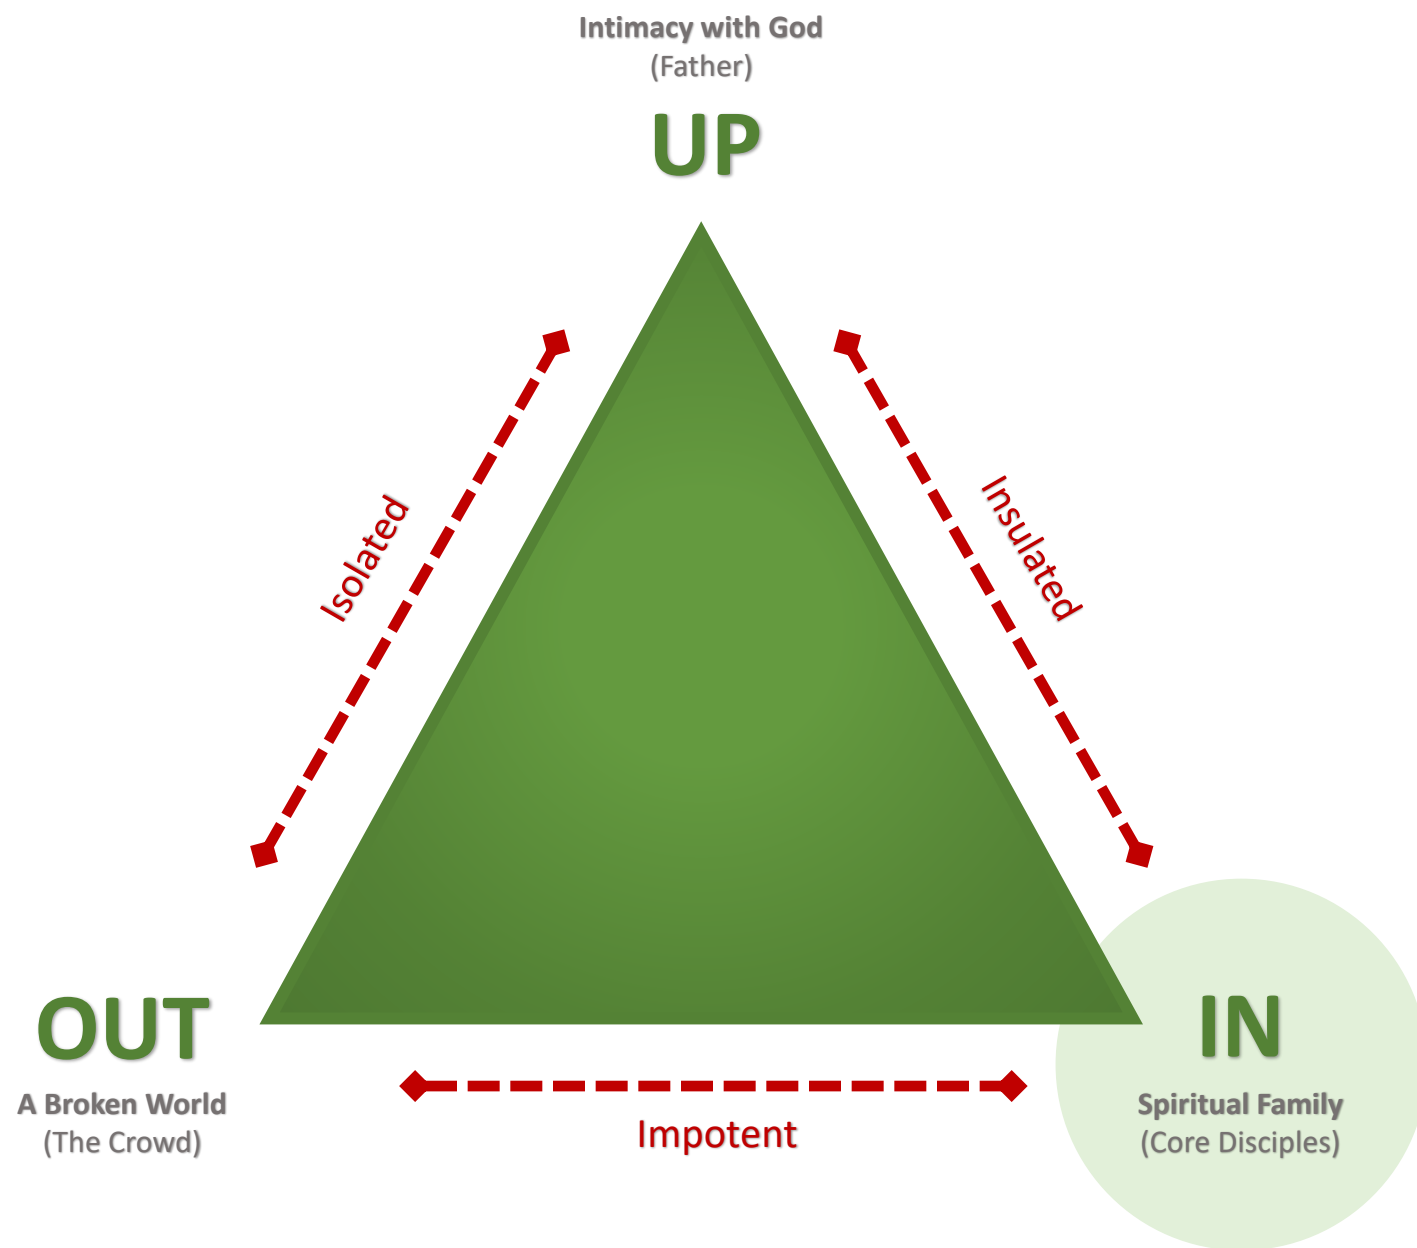 Intimacy with God
(Father)
UP
Isolated
Insulated
OUT
A Broken World
(The Crowd)
IN
Spiritual Family
(Core Disciples)
Impotent